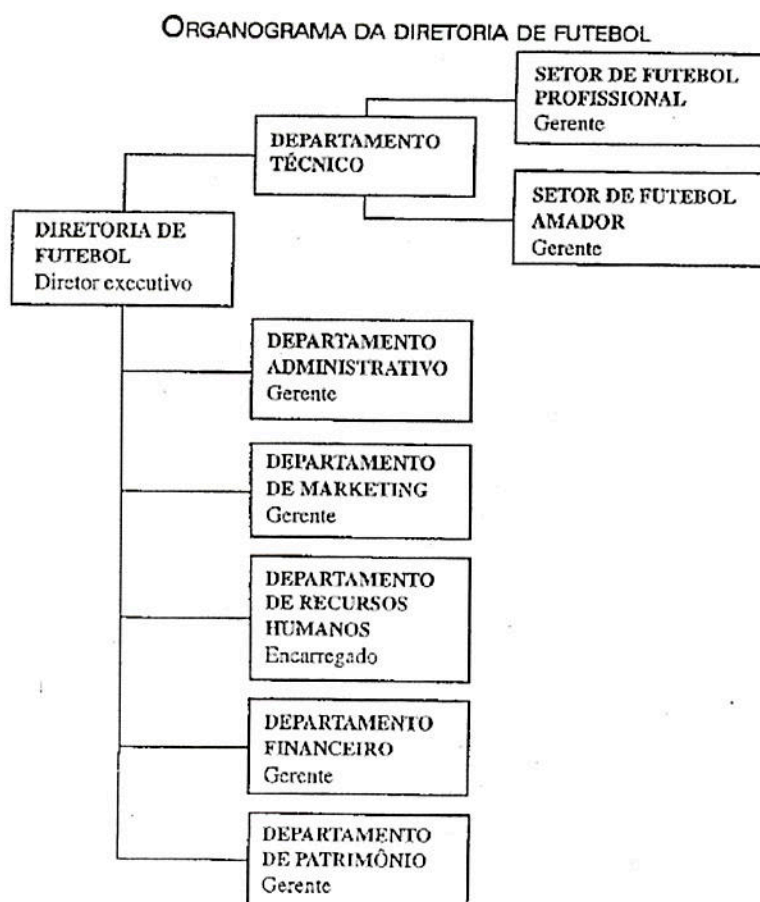 ORGANOGRAMA DA DIRETORIA DE FUTEBOL
SETOR DE FUTEBOL
PROFISSIONAL
Gerente
DEPARTAMENTO
TÉCNICO
SETOR DE FUTEBOL
AMADOR
Gerente
DIRETORIA DE
FUTEBOL
Diretor executivo
DEPARTAMENTO
ADMINISTRATIVO
Gerente
DEPARTAMENTO
DE MARKETING
Gerente
DEPARTAMENTO
DE RECURSOS
HUMANOS
Encarregado
DEPARTAMENTO
FINANCEIRO
Gerente
DEPARTAMENTO
DE PATRIMÔNIO
Gerente